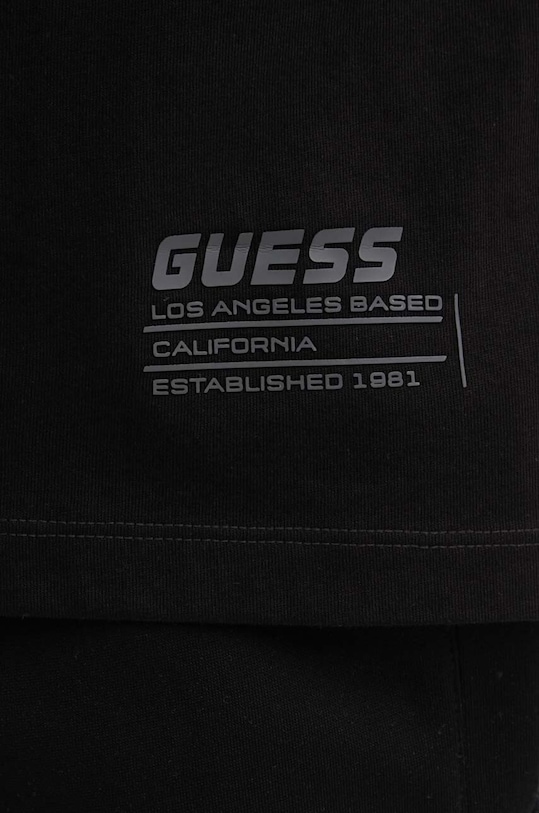 GUESS
LOS ANGELES BASED
CALIFORNIA
ESTABLISHED 1981